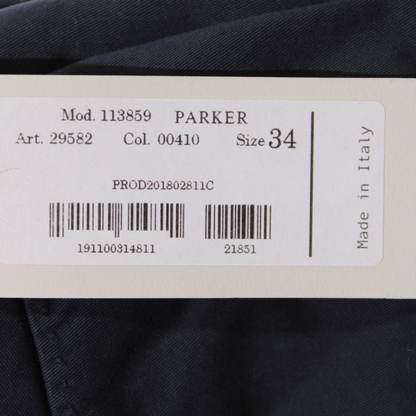 Mod. 113859 PARKER
Art. 29582 Col. 00410 Size 34
PROD201802811C
191100314811 21851
Made in Italy